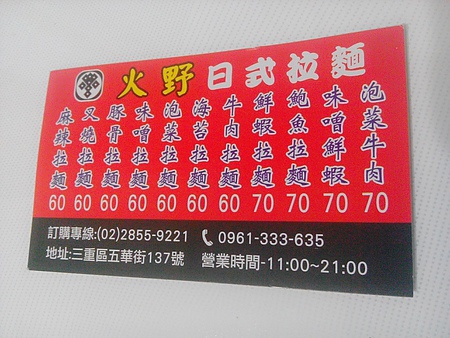 火野日式拉麵
麻辣拉麵 60
叉燒拉麵 60
豚骨拉麵 60
味噌拉麵 60
泡菜拉麵 60
海苔拉麵 60
牛肉拉麵 60
鮮蝦拉麵 70
鮑魚拉麵 70
味噌鮮蝦 70
泡菜牛肉 70
訂購專線:(02)2855-9221 0961-333-635
地址:三重區五華街137號 營業時間-11:00~21:00